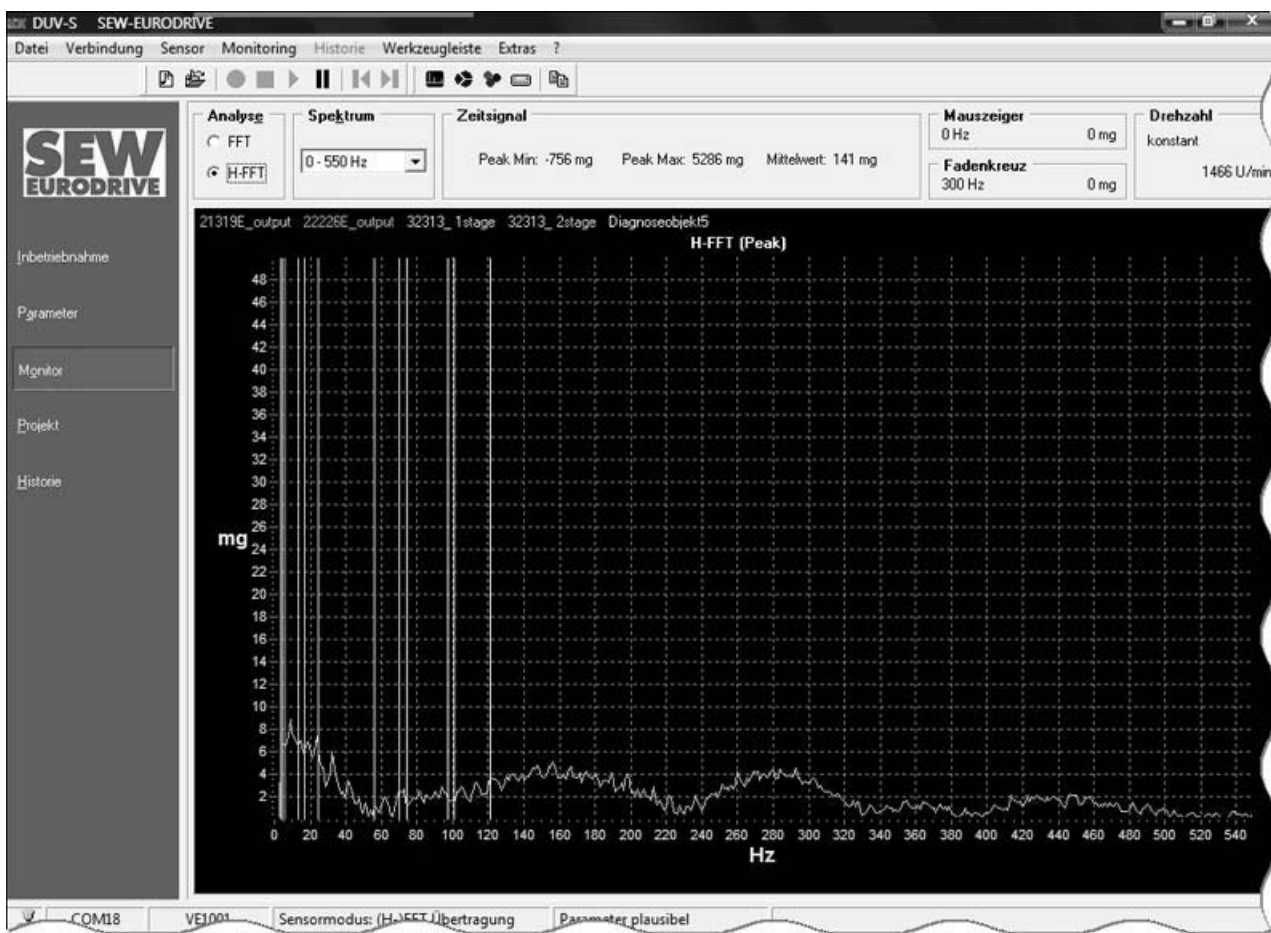 DUV-S SEW-EURODRIVE
Datei Verbindung Sensor Monitoring Historie Werkzeugleiste Extras ?
Analyse
FFT
H-FFT
Spektrum
0 - 550 Hz
Zeitsignal
Peak Min: -756 mg Peak Max: 5286 mg Mittelwert: 141 mg
Mauszeiger
0 Hz 0 mg
Fadenkreuz
300 Hz 0 mg
Drehzahl
konstant
1466 U/min
SEW
EURODRIVE
Inbetriebnahme
Parameter
Monitor
Projekt
Historie
21319E_output 22226E_output 32313_1stage 32313_2stage Diagnoseobjekt5
H-FFT (Peak)
48
46
44
42
40
38
36
34
32
30
28
26
mg
24
22
20
18
16
14
12
10
8
6
4
2
0 20 40 60 80 100 120 140 160 180 200 220 240 260 280 300 320 340 360 380 400 420 440 460 480 500 520 540
Hz
COM18 VE1001 Sensormodus: (H-)FFT Übertragung Parameter plausibel